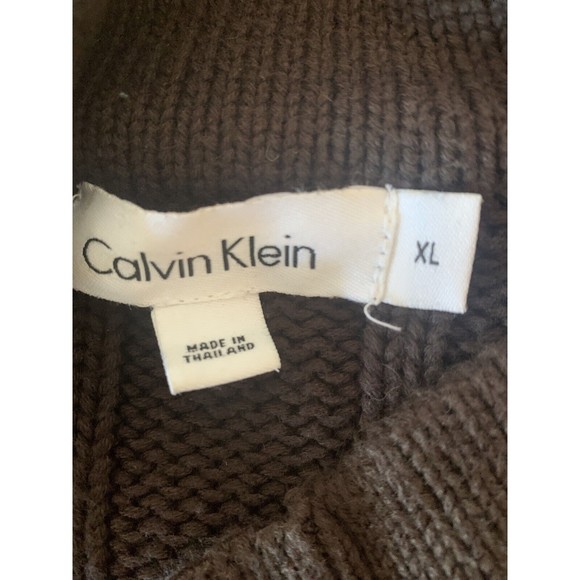 Calvin Klein
XL
MADE IN
THAILAND